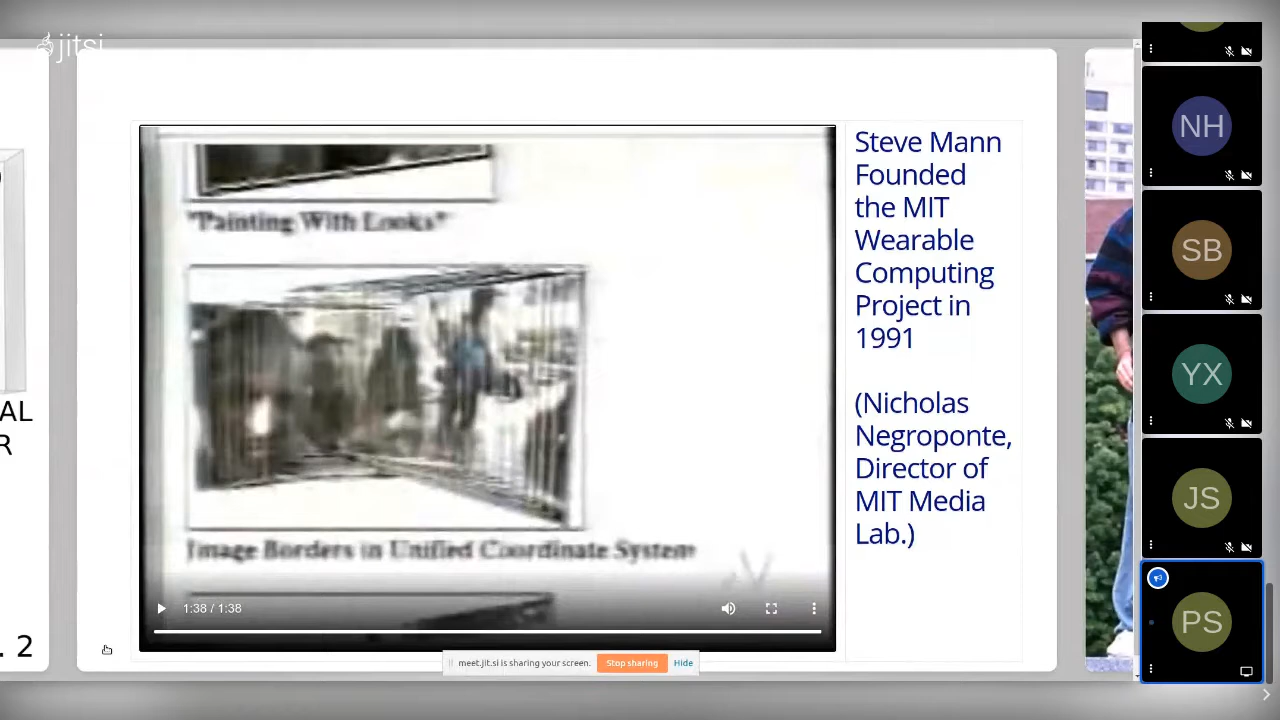 jitsi
AL
R
. 2
"Painting With Looks"
Image Borders in Unified Coordinate System
1:38 / 1:38
Steve Mann
Founded
the MIT
Wearable
Computing
Project in
1991
(Nicholas
Negroponte,
Director of
MIT Media
Lab.)
meet.jit.si is sharing your screen.
Stop sharing
Hide
NH
SB
YX
JS
PS